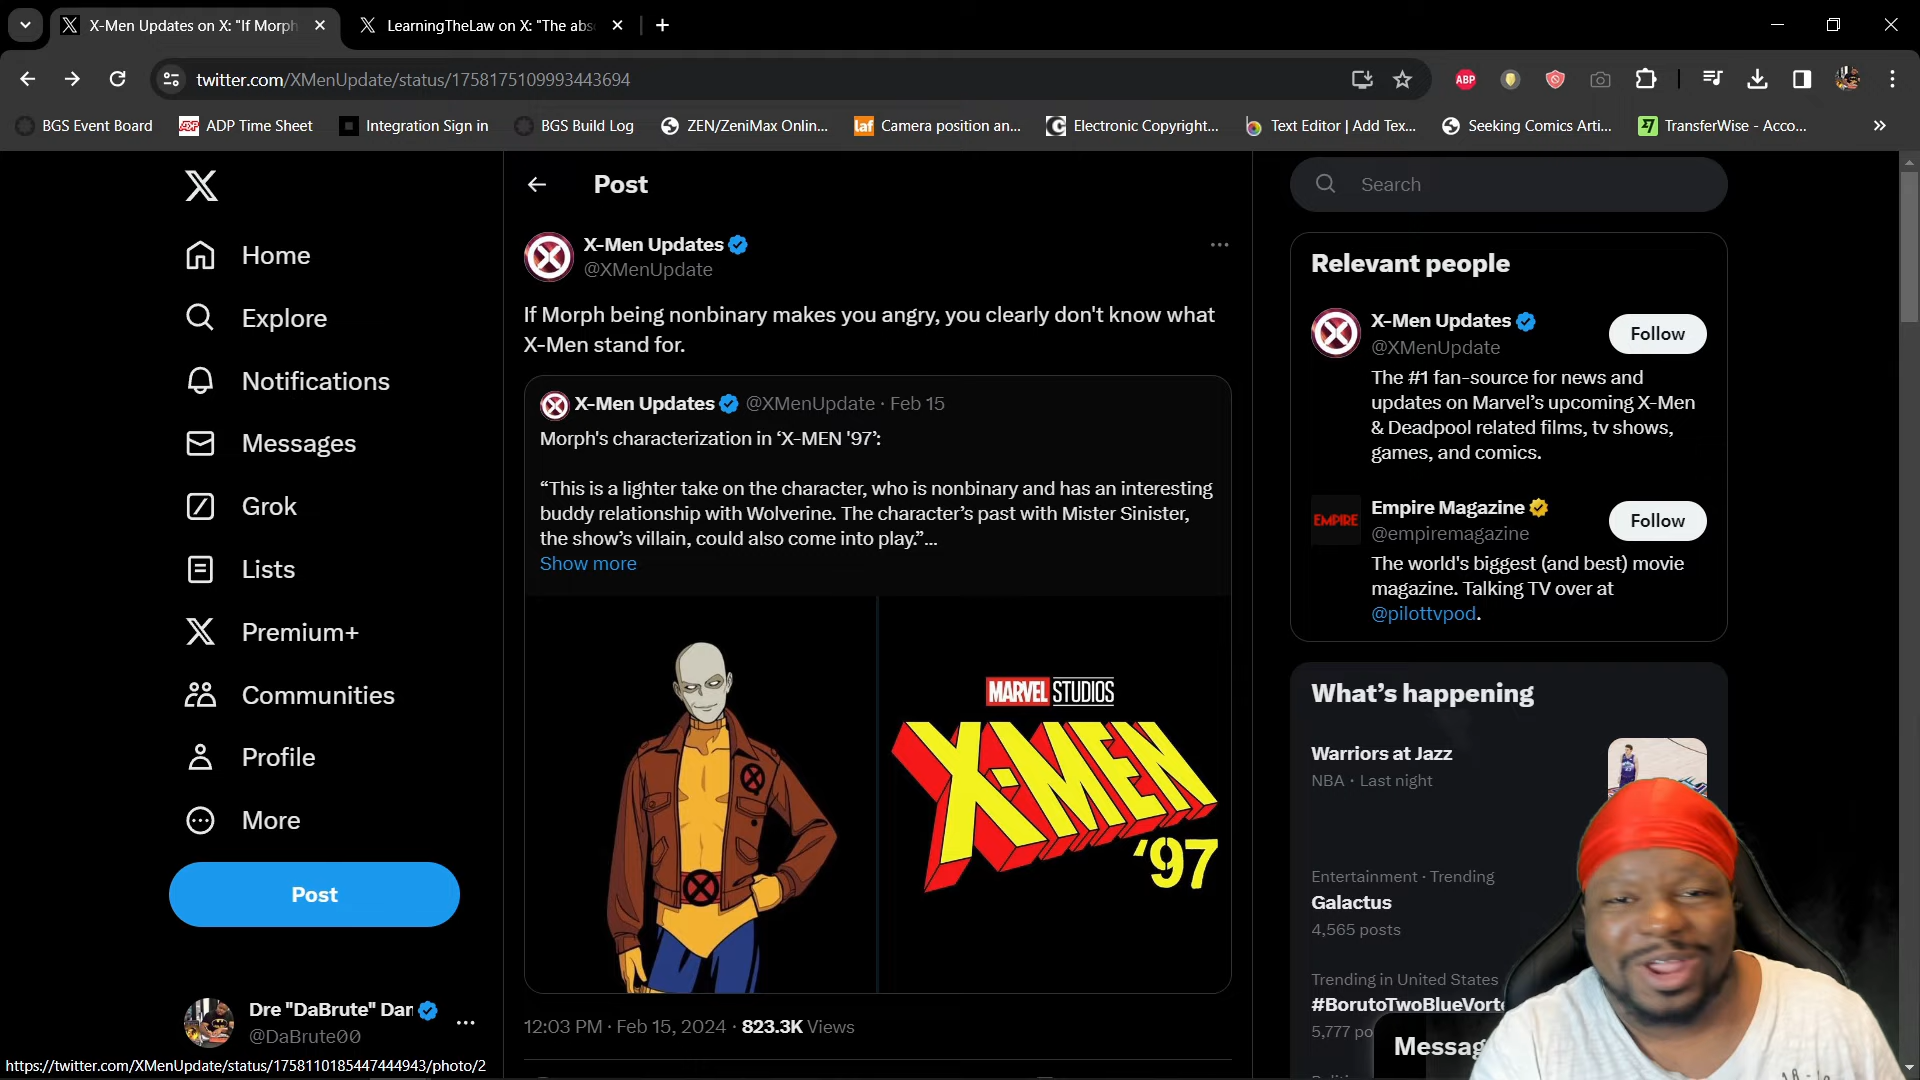 X-Men Updates on X: "If Morph
LearningTheLaw on X: "The abs
twitter.com/XMenUpdate/status/1758175109993443694
ABP
BGS Event Board
ADP Time Sheet
Integration Sign in
BGS Build Log
ZEN/ZeniMax Onlin...
laf Camera position an...
Electronic Copyright...
Text Editor | Add Tex...
Seeking Comics Arti...
TransferWise - Acco...
Home
Explore
Notifications
Messages
Grok
Lists
Premium+
Communities
Profile
More
Post
Dre "DaBrute" Dar
@DaBrute00
https://twitter.com/XMenUpdate/status/1758110185447444943/photo/2
Post
X-Men Updates
@XMenUpdate
If Morph being nonbinary makes you angry, you clearly don't know what
X-Men stand for.
X-Men Updates @XMenUpdate · Feb 15
Morph's characterization in ‘X-MEN '97’:
“This is a lighter take on the character, who is nonbinary and has an interesting
buddy relationship with Wolverine. The character’s past with Mister Sinister,
the show’s villain, could also come into play.”...
Show more
MARVEL STUDIOS
X-MEN
‘97
12:03 PM · Feb 15, 2024 · 823.3K Views
Search
Relevant people
X-Men Updates
@XMenUpdate
Follow
The #1 fan-source for news and
updates on Marvel’s upcoming X-Men
& Deadpool related films, tv shows,
games, and comics.
EMPIRE
Empire Magazine
@empiremagazine
Follow
The world's biggest (and best) movie
magazine. Talking TV over at
@pilottvpod.
What’s happening
Warriors at Jazz
NBA · Last night
Entertainment · Trending
Galactus
4,565 posts
Trending in United States
#BorutoTwoBlueVorte
5,777 po
Messag